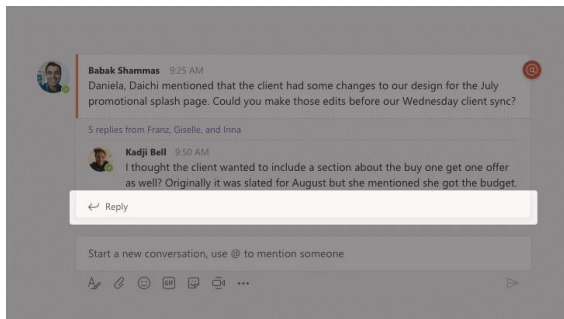 Babak Shammas 9:25 AM
Daniela, Daichi mentioned that the client had some changes to our design for the July
promotional splash page. Could you make those edits before our Wednesday client sync?
5 replies from Franz, Giselle, and Inna
Kadji Bell 9:50 AM
I thought the client wanted to include a section about the buy one get one offer
as well? Originally it was slated for August but she mentioned she got the budget.
Reply
Start a new conversation, use @ to mention someone
GIF